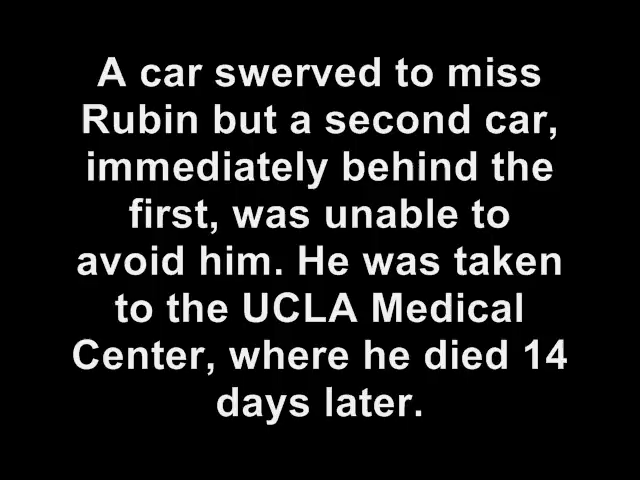 A car swerved to miss
Rubin but a second car,
immediately behind the
first, was unable to
avoid him. He was taken
to the UCLA Medical
Center, where he died 14
days later.